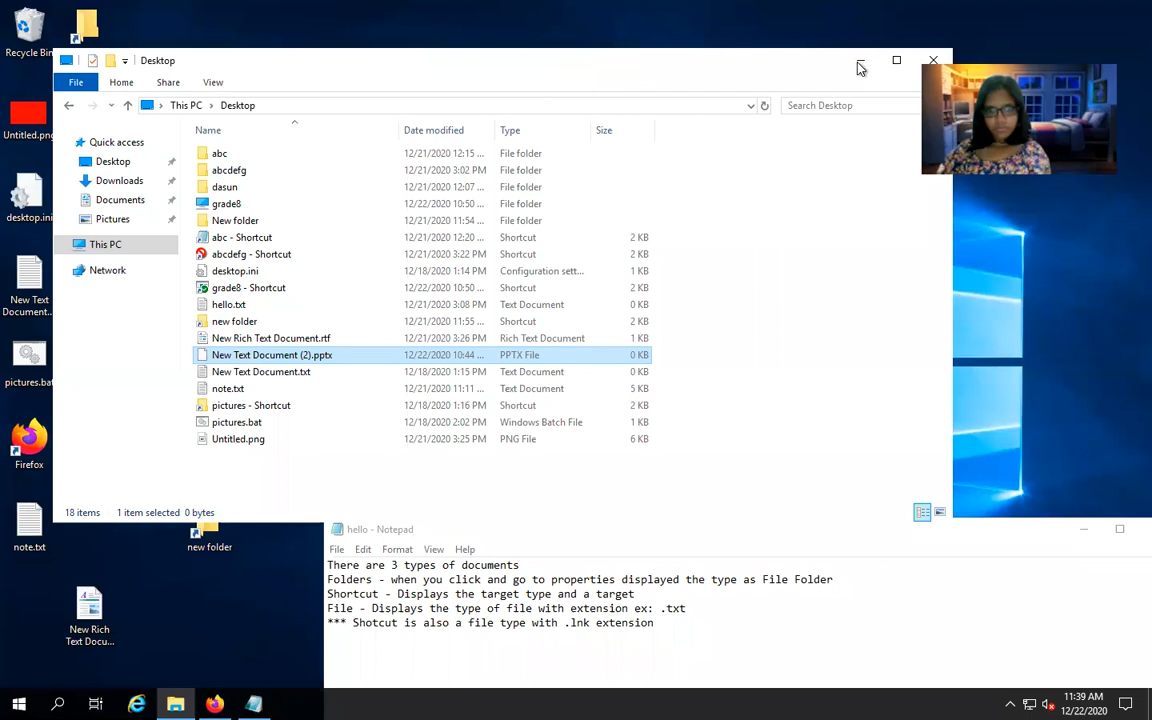 Recycle Bin
Desktop
File
Home
Share
View
This PC
Desktop
Search Desktop
Name
Date modified
Type
Size
Quick access
Desktop
Downloads
Documents
Pictures
This PC
Network
abc 12/21/2020 12:15 ... File folder
abcdefg 12/21/2020 3:02 PM File folder
dasun 12/21/2020 12:07 ... File folder
grade8 12/22/2020 10:50 ... File folder
New folder 12/21/2020 11:54 ... File folder
abc - Shortcut 12/21/2020 12:20 ... Shortcut 2 KB
abcdefg - Shortcut 12/21/2020 3:22 PM Shortcut 2 KB
desktop.ini 12/18/2020 1:14 PM Configuration sett... 1 KB
grade8 - Shortcut 12/22/2020 10:50 ... Shortcut 2 KB
hello.txt 12/21/2020 3:08 PM Text Document 0 KB
new folder 12/21/2020 11:55 ... Shortcut 2 KB
New Rich Text Document.rtf 12/21/2020 3:26 PM Rich Text Document 1 KB
New Text Document (2).pptx 12/22/2020 10:44 ... PPTX File 0 KB
New Text Document.txt 12/18/2020 1:15 PM Text Document 0 KB
note.txt 12/21/2020 11:11 ... Text Document 5 KB
pictures - Shortcut 12/18/2020 1:16 PM Shortcut 2 KB
pictures.bat 12/18/2020 2:02 PM Windows Batch File 1 KB
Untitled.png 12/21/2020 3:25 PM PNG File 6 KB
18 items 1 item selected 0 bytes
Untitled.png
desktop.ini
New Text
Document...
pictures.bat
Firefox
note.txt
new folder
New Rich
Text Docu...
hello - Notepad
File Edit Format View Help
There are 3 types of documents
Folders - when you click and go to properties displayed the type as File Folder
Shortcut - Displays the target type and a target
File - Displays the type of file with extension ex: .txt
*** Shotcut is also a file type with .lnk extension
11:39 AM
12/22/2020